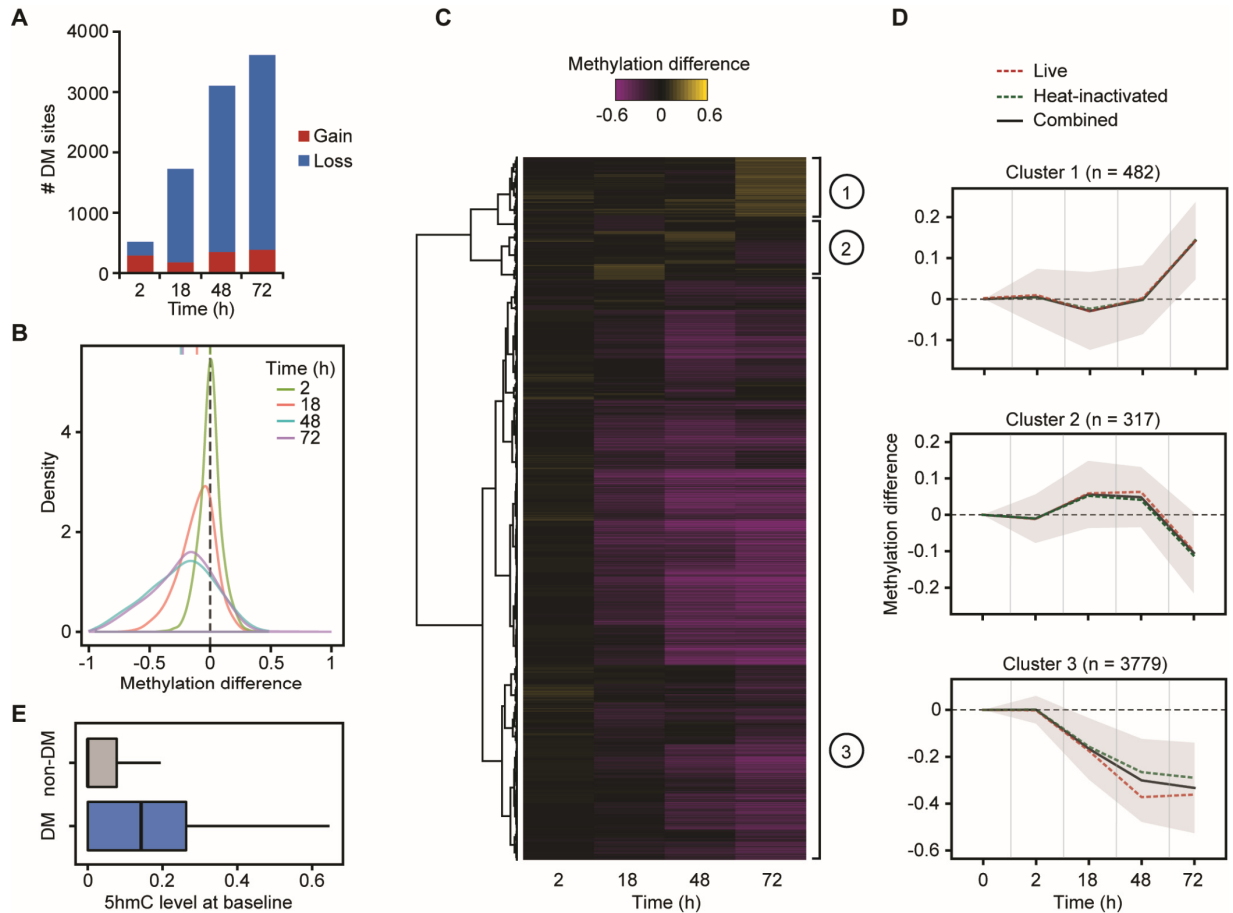 A
4000
3000
2000
1000
0
# DM sites
2 18 48 72
Time (h)
Gain
Loss
B
Time (h)
2
18
48
72
4
2
0
Density
-1 -0.5 0 0.5 1
Methylation difference
E
non-DM
DM
0 0.2 0.4 0.6
5hmC level at baseline
C
Methylation difference
-0.6 0 0.6
1
2
3
2 18 48 72
Time (h)
D
Live
Heat-inactivated
Combined
Cluster 1 (n = 482)
0.2
0.1
0
-0.1
Cluster 2 (n = 317)
0.2
0.1
0
-0.1
-0.2
Methylation difference
Cluster 3 (n = 3779)
0
-0.2
-0.4
-0.6
0 2 18 48 72
Time (h)